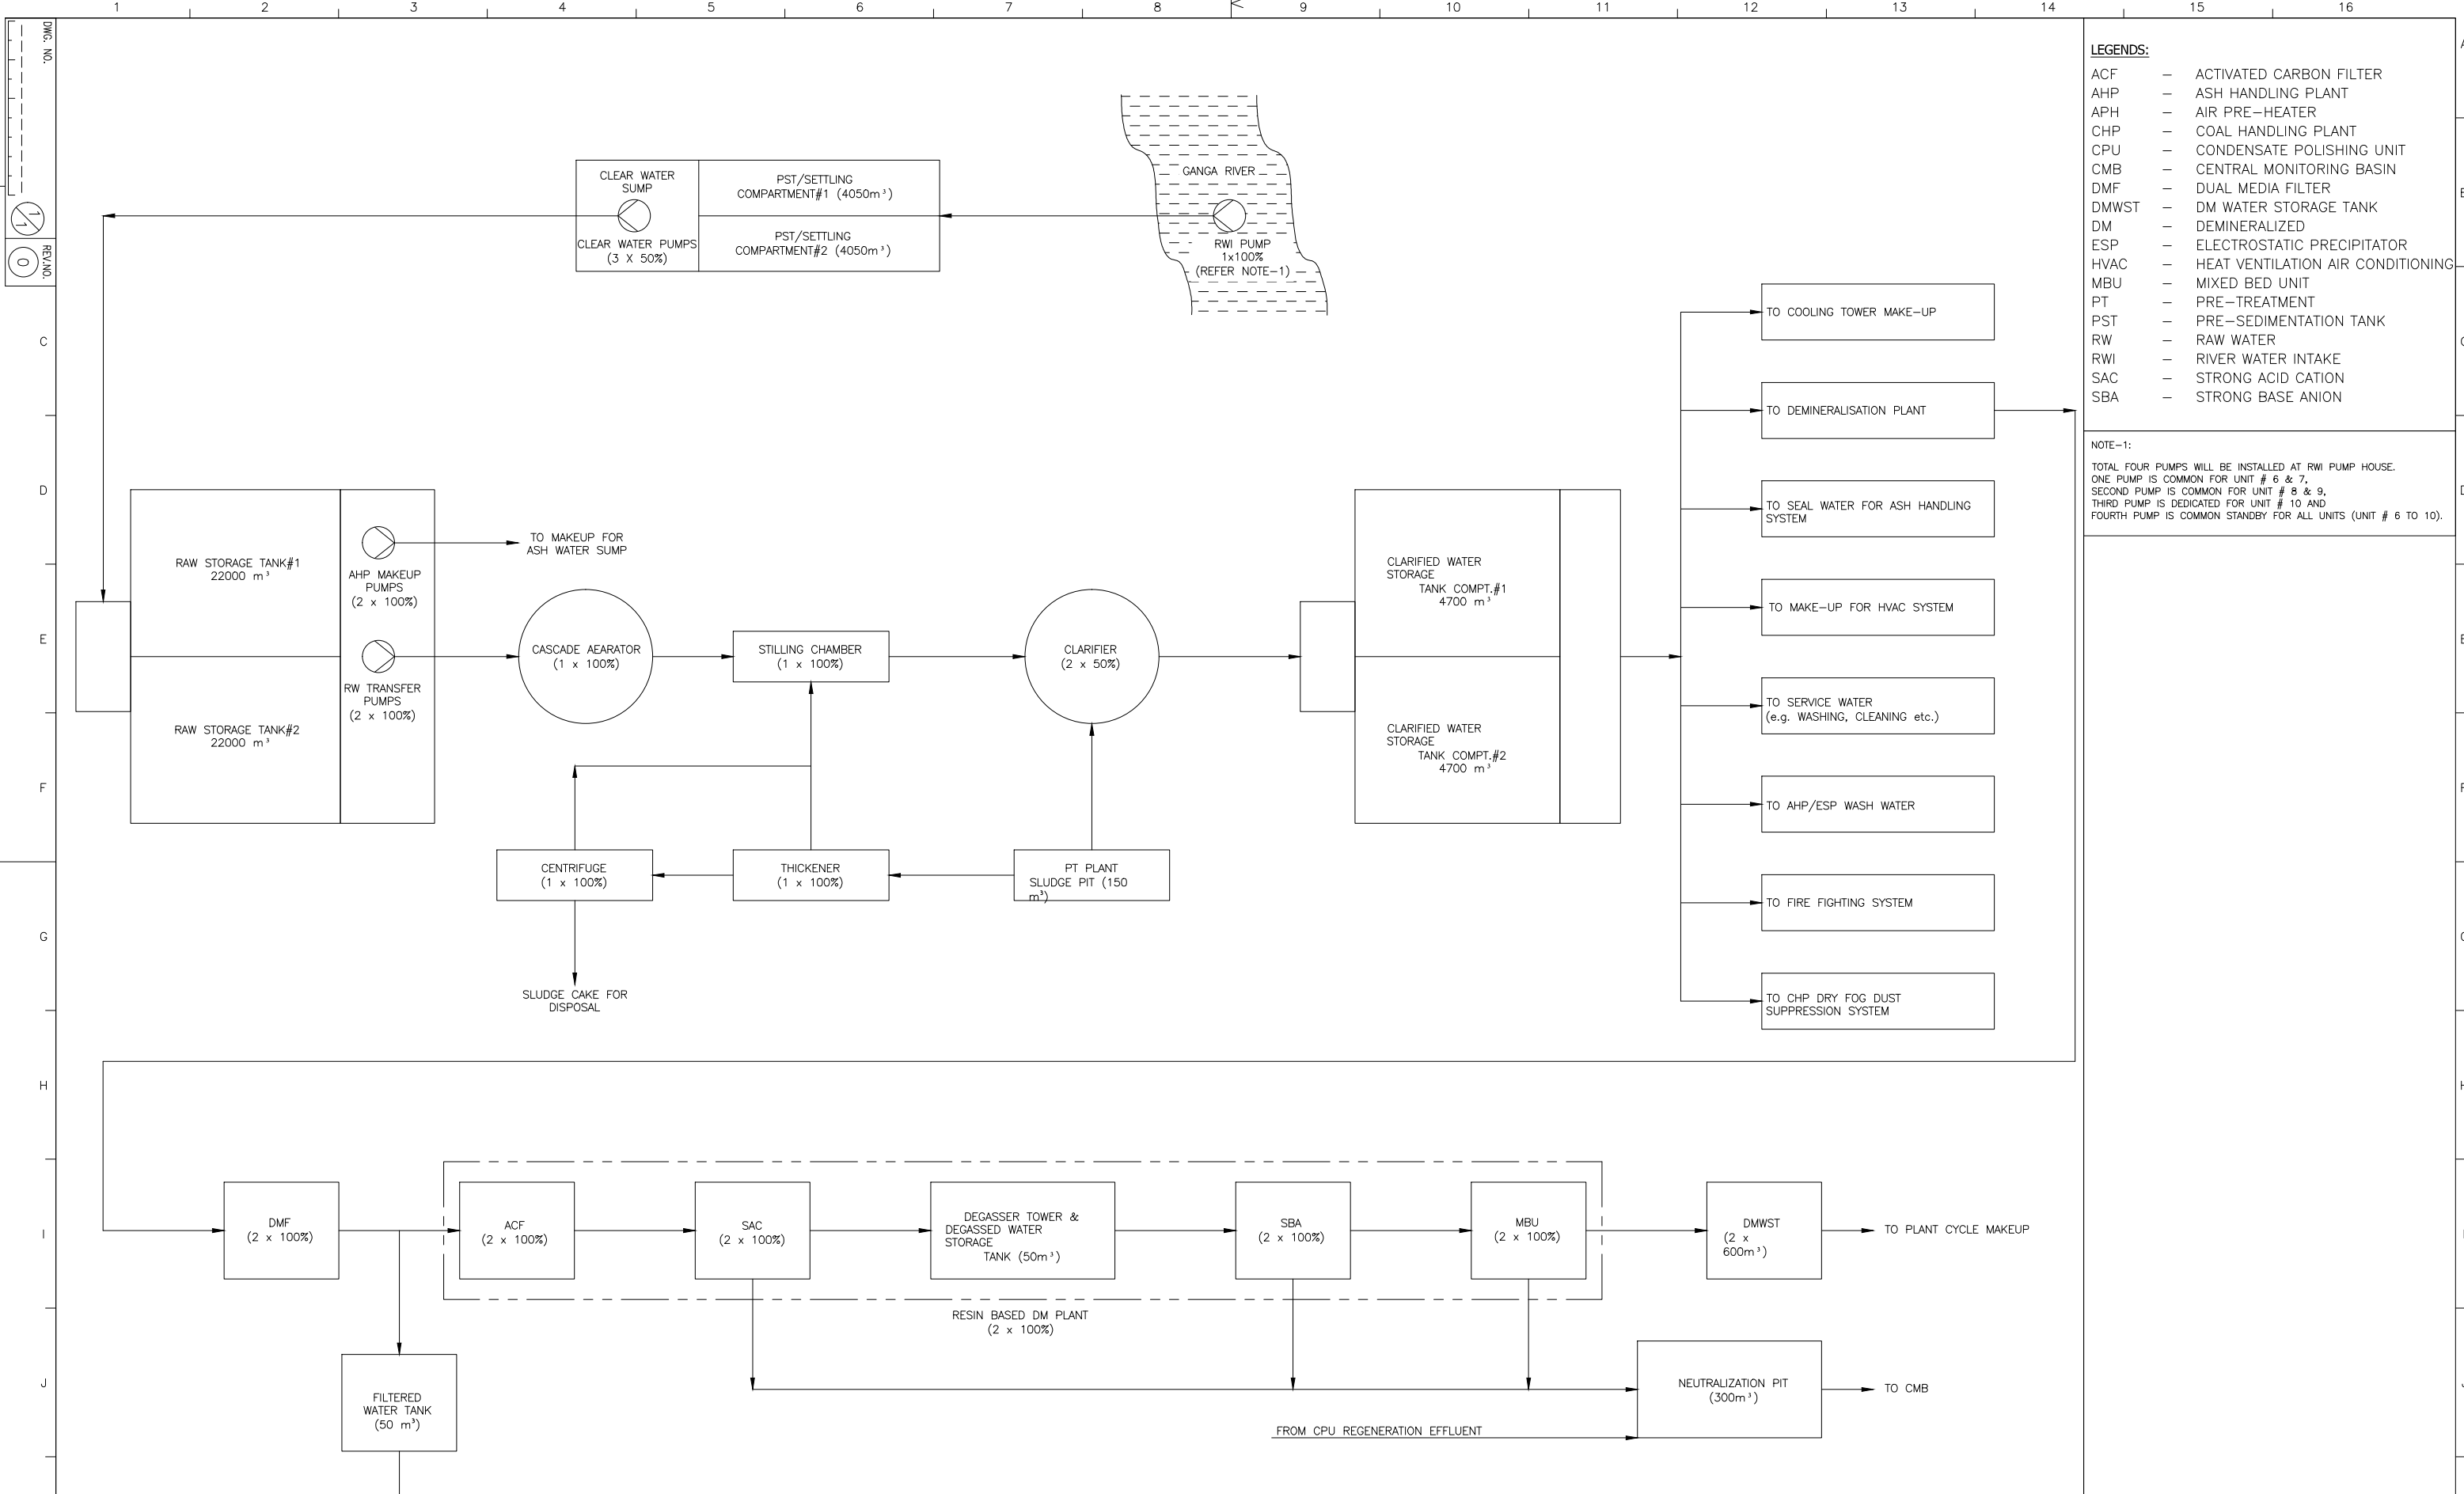 1 2 3 4 5 6 7 8 9 10 11 12 13 14 15 16
DWG. NO.
1/1
REV.NO.
0
C
D
E
F
G
H
I
J
CLEAR WATER
SUMP
CLEAR WATER PUMPS
(3 X 50%)
PST/SETTLING
COMPARTMENT#1 (4050m³)
PST/SETTLING
COMPARTMENT#2 (4050m³)
GANGA RIVER
RWI PUMP
1x100%
(REFER NOTE-1)
RAW STORAGE TANK#1
22000 m³
RAW STORAGE TANK#2
22000 m³
AHP MAKEUP
PUMPS
(2 x 100%)
RW TRANSFER
PUMPS
(2 x 100%)
TO MAKEUP FOR
ASH WATER SUMP
CASCADE AEARATOR
(1 x 100%)
STILLING CHAMBER
(1 x 100%)
CLARIFIER
(2 x 50%)
CENTRIFUGE
(1 x 100%)
THICKENER
(1 x 100%)
PT PLANT
SLUDGE PIT (150
m³)
SLUDGE CAKE FOR
DISPOSAL
CLARIFIED WATER
STORAGE
TANK COMPT.#1
4700 m³
CLARIFIED WATER
STORAGE
TANK COMPT.#2
4700 m³
TO COOLING TOWER MAKE-UP
TO DEMINERALISATION PLANT
TO SEAL WATER FOR ASH HANDLING
SYSTEM
TO MAKE-UP FOR HVAC SYSTEM
TO SERVICE WATER
(e.g. WASHING, CLEANING etc.)
TO AHP/ESP WASH WATER
TO FIRE FIGHTING SYSTEM
TO CHP DRY FOG DUST
SUPPRESSION SYSTEM
DMF
(2 x 100%)
ACF
(2 x 100%)
SAC
(2 x 100%)
DEGASSER TOWER &
DEGASSED WATER
STORAGE
TANK (50m³)
SBA
(2 x 100%)
MBU
(2 x 100%)
DMWST
(2 x
600m³)
TO PLANT CYCLE MAKEUP
RESIN BASED DM PLANT
(2 x 100%)
FILTERED
WATER TANK
(50 m³)
NEUTRALIZATION PIT
(300m³)
TO CMB
FROM CPU REGENERATION EFFLUENT
LEGENDS:
ACF – ACTIVATED CARBON FILTER
AHP – ASH HANDLING PLANT
APH – AIR PRE-HEATER
CHP – COAL HANDLING PLANT
CPU – CONDENSATE POLISHING UNIT
CMB – CENTRAL MONITORING BASIN
DMF – DUAL MEDIA FILTER
DMWST – DM WATER STORAGE TANK
DM – DEMINERALIZED
ESP – ELECTROSTATIC PRECIPITATOR
HVAC – HEAT VENTILATION AIR CONDITIONING
MBU – MIXED BED UNIT
PT – PRE-TREATMENT
PST – PRE-SEDIMENTATION TANK
RW – RAW WATER
RWI – RIVER WATER INTAKE
SAC – STRONG ACID CATION
SBA – STRONG BASE ANION
NOTE-1:
TOTAL FOUR PUMPS WILL BE INSTALLED AT RWI PUMP HOUSE.
ONE PUMP IS COMMON FOR UNIT # 6 & 7,
SECOND PUMP IS COMMON FOR UNIT # 8 & 9,
THIRD PUMP IS DEDICATED FOR UNIT # 10 AND
FOURTH PUMP IS COMMON STANDBY FOR ALL UNITS (UNIT # 6 TO 10).